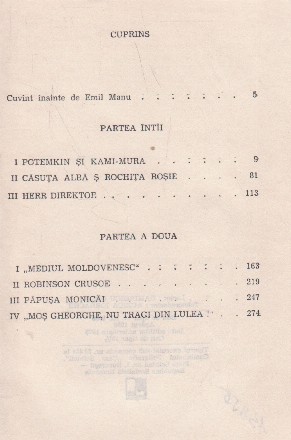 CUPRINS
Cuvînt înainte de Emil Manu . . . . . . . 5
PARTEA ÎNTÎI
I POTEMKIN ȘI KAMI-MURA . . . . . 9
II CĂSUȚA ALBĂ Ș ROCHIȚA ROȘIE . . . 81
III HERR DIREKTOR . . . . . . . . 113
PARTEA A DOUA
I „MEDIUL MOLDOVENESC" . . . . . . 163
II ROBINSON CRUSOE . . . . . . . 219
III PĂPUȘA MONICĂI . . . . . . . 247
IV „MOȘ GHEORGHE, NU TRAGI DIN LULEA ? . 274